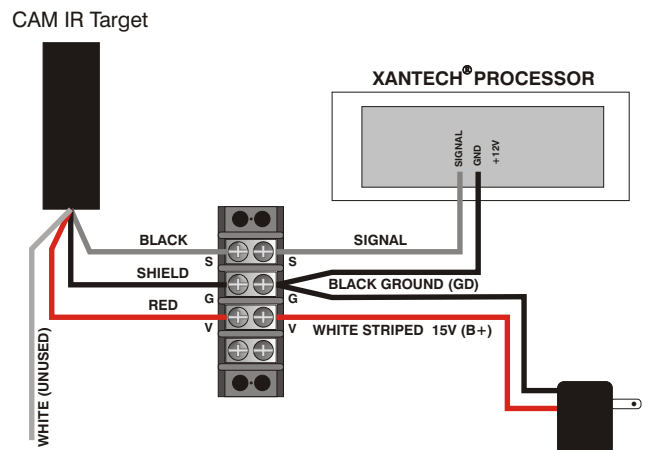 CAM IR Target
XANTECH® PROCESSOR
SIGNAL
GND
+12V
BLACK
SIGNAL
S
S
SHIELD
BLACK GROUND (GD)
G
G
RED
WHITE STRIPED 15V (B+)
V
V
WHITE (UNUSED)